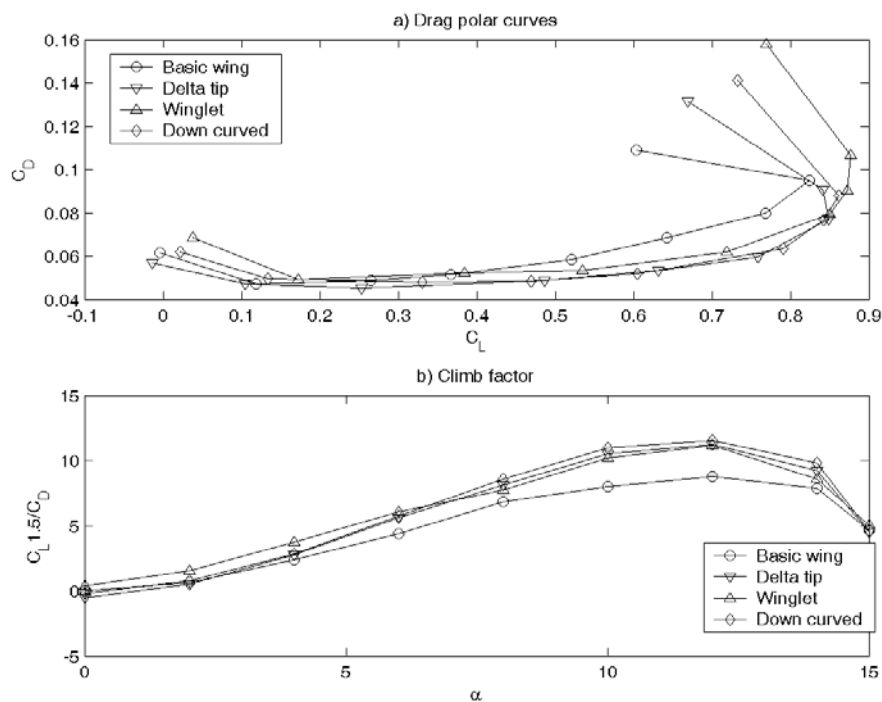 a) Drag polar curves
0.16
0.14
0.12
0.1
0.08
0.06
0.04
C_D
Basic wing
Delta tip
Winglet
Down curved
-0.1 0 0.1 0.2 0.3 0.4 0.5 0.6 0.7 0.8 0.9
C_L
b) Climb factor
15
10
5
0
-5
C_L 1.5/C_D
Basic wing
Delta tip
Winglet
Down curved
0 5 10 15
α